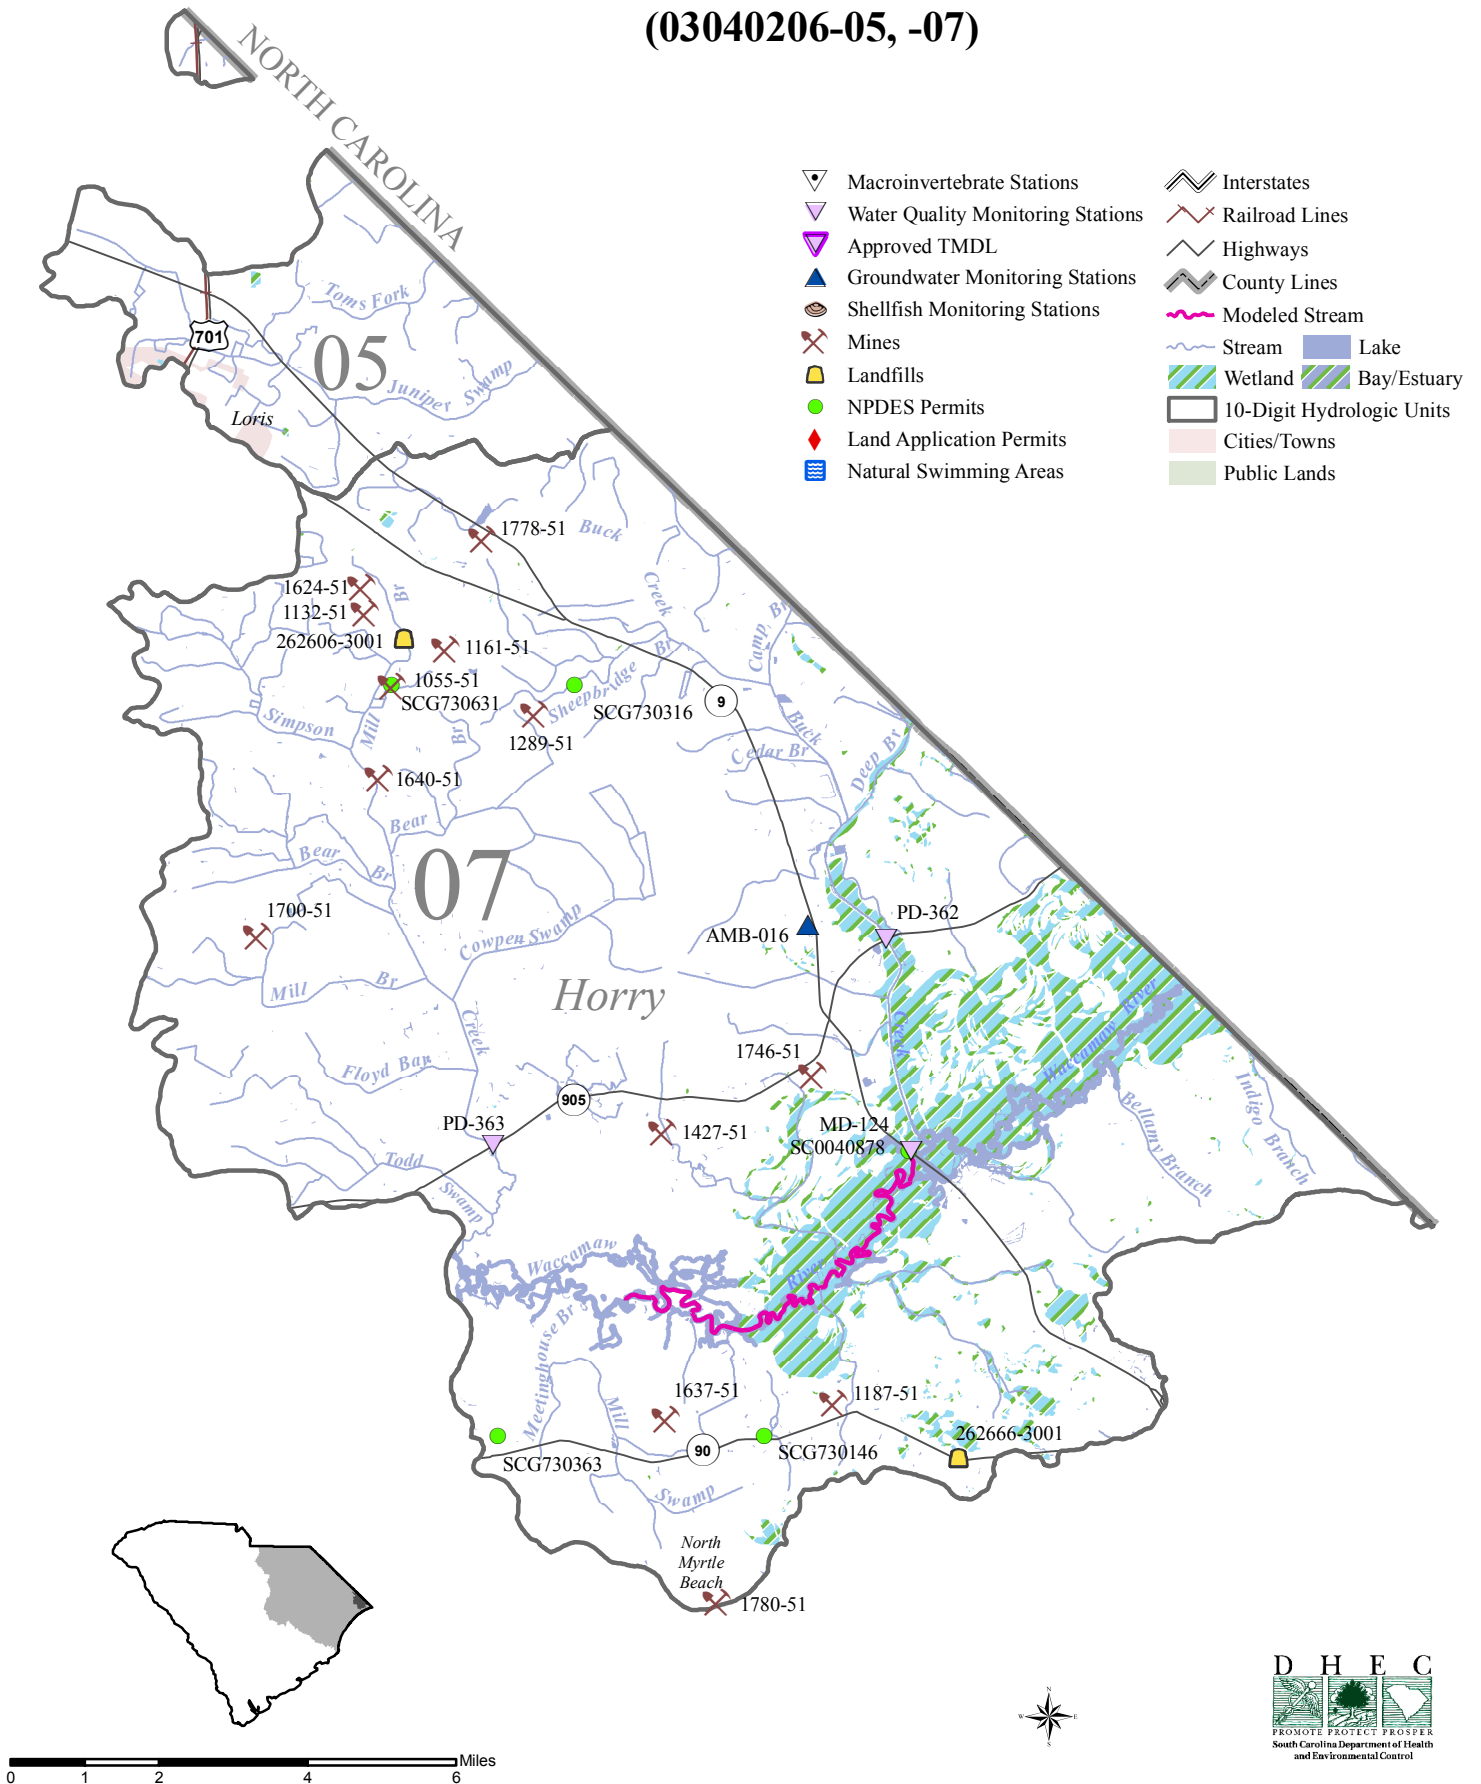 (03040206-05, -07)
NORTH CAROLINA
Macroinvertebrate Stations
Water Quality Monitoring Stations
Approved TMDL
Groundwater Monitoring Stations
Shellfish Monitoring Stations
Mines
Landfills
NPDES Permits
Land Application Permits
Natural Swimming Areas
Interstates
Railroad Lines
Highways
County Lines
Modeled Stream
Stream
Lake
Wetland
Bay/Estuary
10-Digit Hydrologic Units
Cities/Towns
Public Lands
Toms Fork
701
05
Juniper Swamp
Loris
1778-51
Buck
Creek
1624-51
Br
1132-51
262606-3001
1161-51
Camp Br
1055-51
SCG730631
Sheepbridge Br
SCG730316
9
Simpson
Mill
Br
1289-51
Buck
Cedar Br
Deep Br
1640-51
Bear
Bear
Br
07
1700-51
Cowpen Swamp
PD-362
AMB-016
Mill
Br
Horry
Creek
Creek
Waccamaw River
Floyd Bay
1746-51
905
Bellamy Branch
Indigo Branch
PD-363
1427-51
MD-124
SC0040878
Todd
Swamp
Waccamaw
River
Meetinghouse Br
Mill
1637-51
1187-51
90
262666-3001
SCG730363
SCG730146
Swamp
North
Myrtle
Beach
1780-51
N
W
E
S
D H E C
PROMOTE PROTECT PROSPER
South Carolina Department of Health
and Environmental Control
Miles
0 1 2 4 6